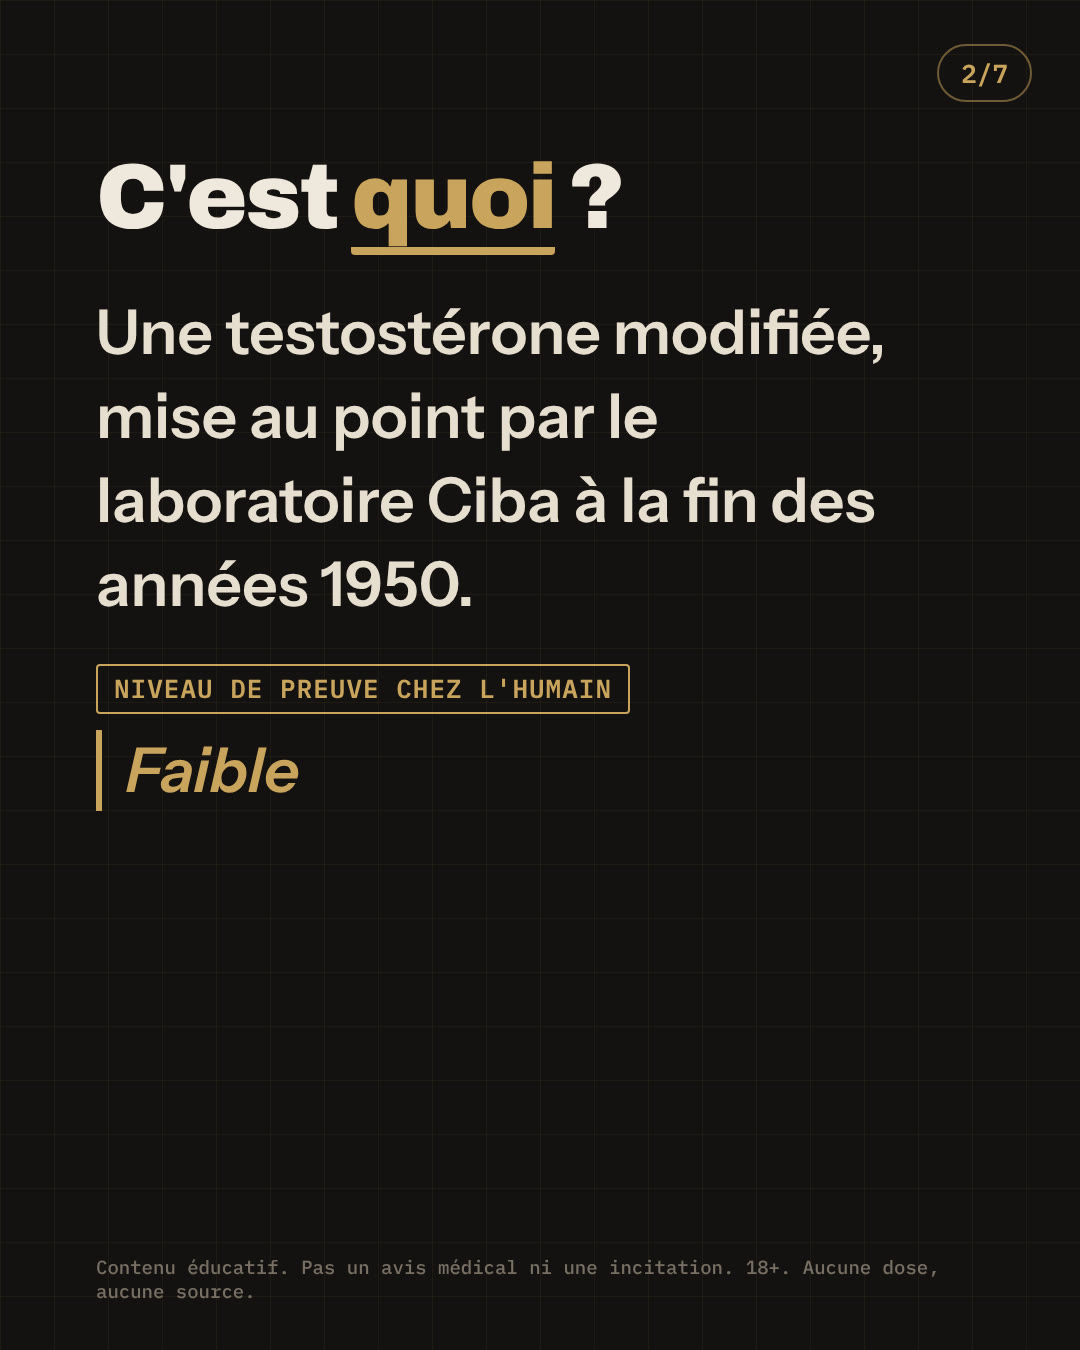 2/7
C'est quoi ?
Une testostérone modifiée,
mise au point par le
laboratoire Ciba à la fin des
années 1950.
NIVEAU DE PREUVE CHEZ L'HUMAIN
Faible
Contenu éducatif. Pas un avis médical ni une incitation. 18+. Aucune dose,
aucune source.